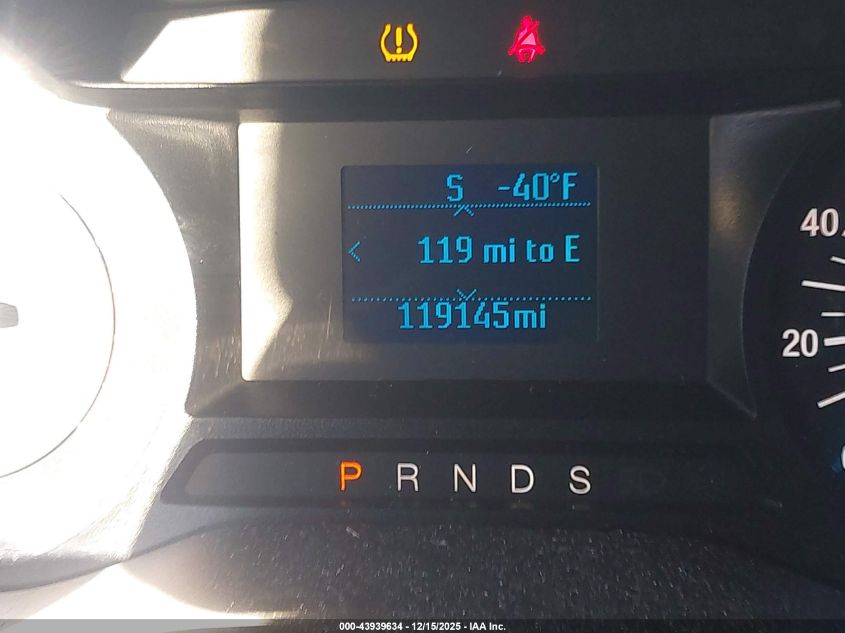 S -40°F
40
< 119 mi to E
119145mi
20
P R N D S
000-43939634 - 12/15/2025 - IAA Inc.